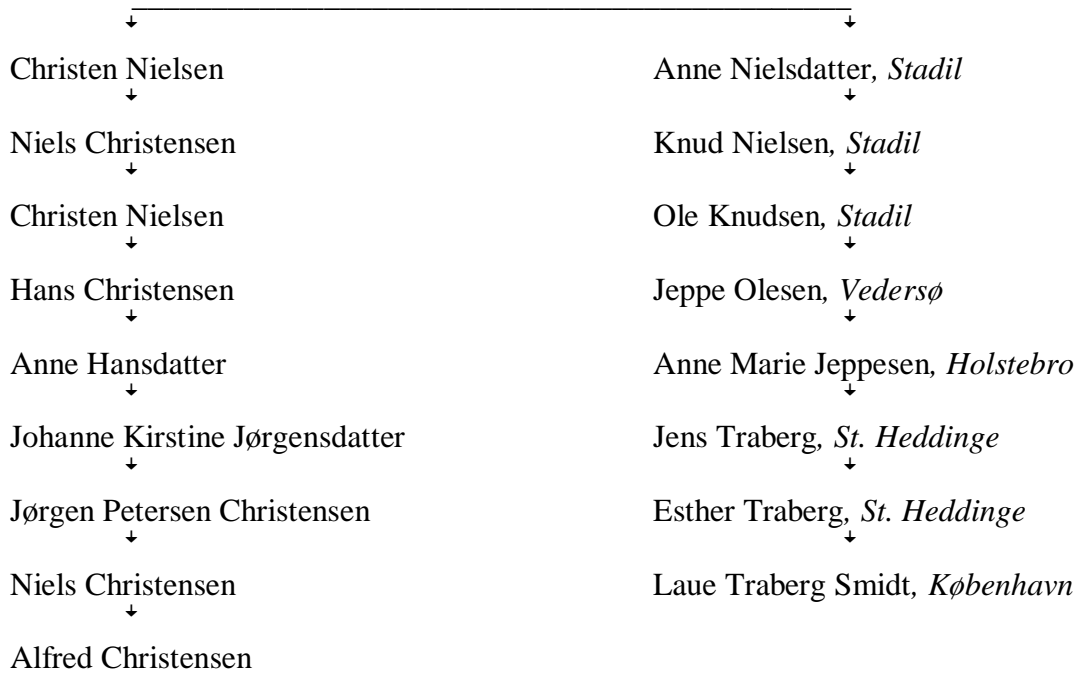 Christen Nielsen Anne Nielsdatter, Stadil
Niels Christensen Knud Nielsen, Stadil
Christen Nielsen Ole Knudsen, Stadil
Hans Christensen Jeppe Olesen, Vedersø
Anne Hansdatter Anne Marie Jeppesen, Holstebro
Johanne Kirstine Jørgensdatter Jens Traberg, St. Heddinge
Jørgen Petersen Christensen Esther Traberg, St. Heddinge
Niels Christensen Laue Traberg Smidt, København
Alfred Christensen